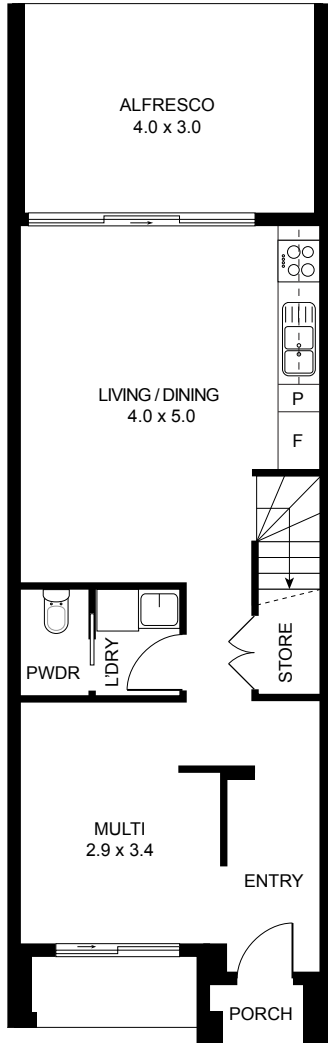 ALFRESCO
4.0 x 3.0
LIVING / DINING
4.0 x 5.0
P
F
PWDR
L'DRY
STORE
MULTI
2.9 x 3.4
ENTRY
PORCH